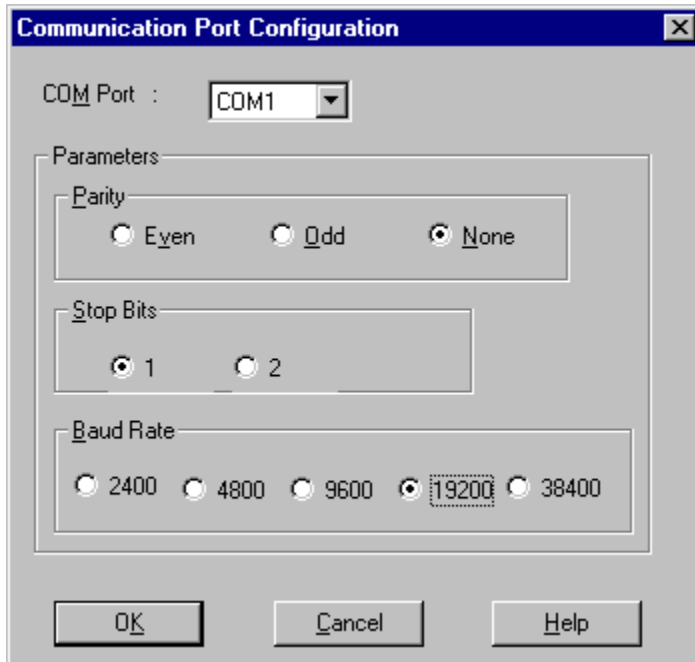 Communication Port Configuration
COM Port : COM1
Parameters
Parity
Even Odd None
Stop Bits
1 2
Baud Rate
2400 4800 9600 19200 38400
OK Cancel Help